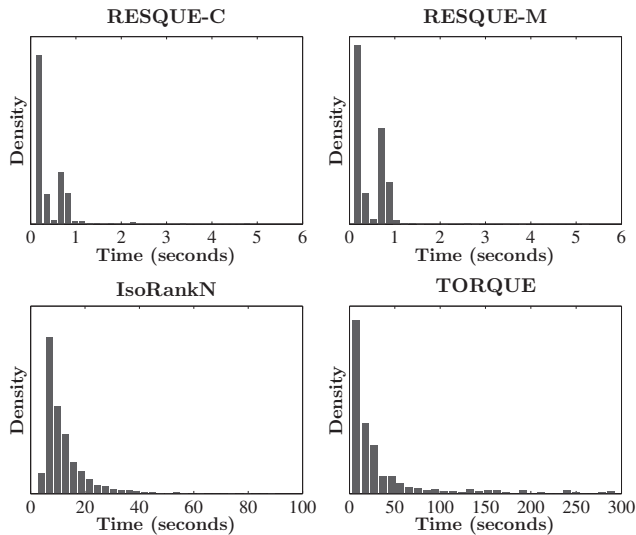 RESQUE-C
RESQUE-M
Density
Density
0 1 2 3 4 5 6
0 1 2 3 4 5 6
Time (seconds)
Time (seconds)
IsoRankN
TORQUE
Density
Density
0 20 40 60 80 100
0 50 100 150 200 250 300
Time (seconds)
Time (seconds)